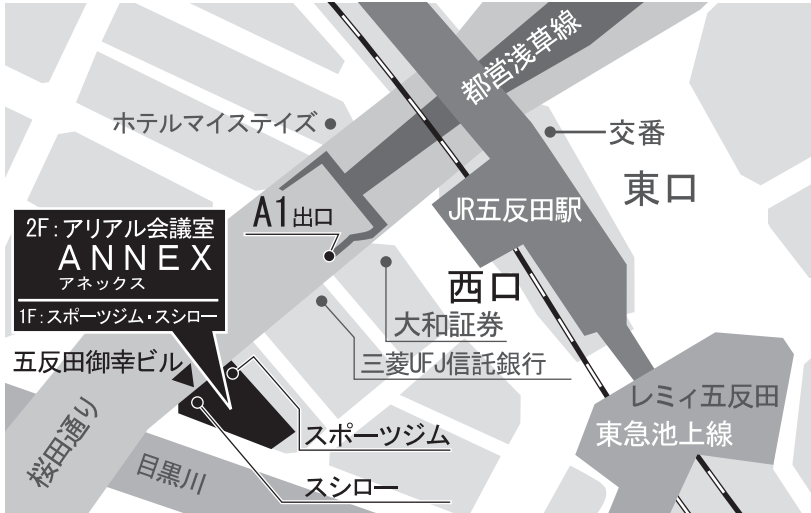 都営浅草線
ホテルマイステイズ
交番
東口
JR五反田駅
A1出口
2F:アリアル会議室
ANNEX
アネックス
1F:スポーツジム・スシロー
西口
大和証券
三菱UFJ信託銀行
五反田御幸ビル
レミィ五反田
東急池上線
スポーツジム
桜田通り
目黒川
スシロー